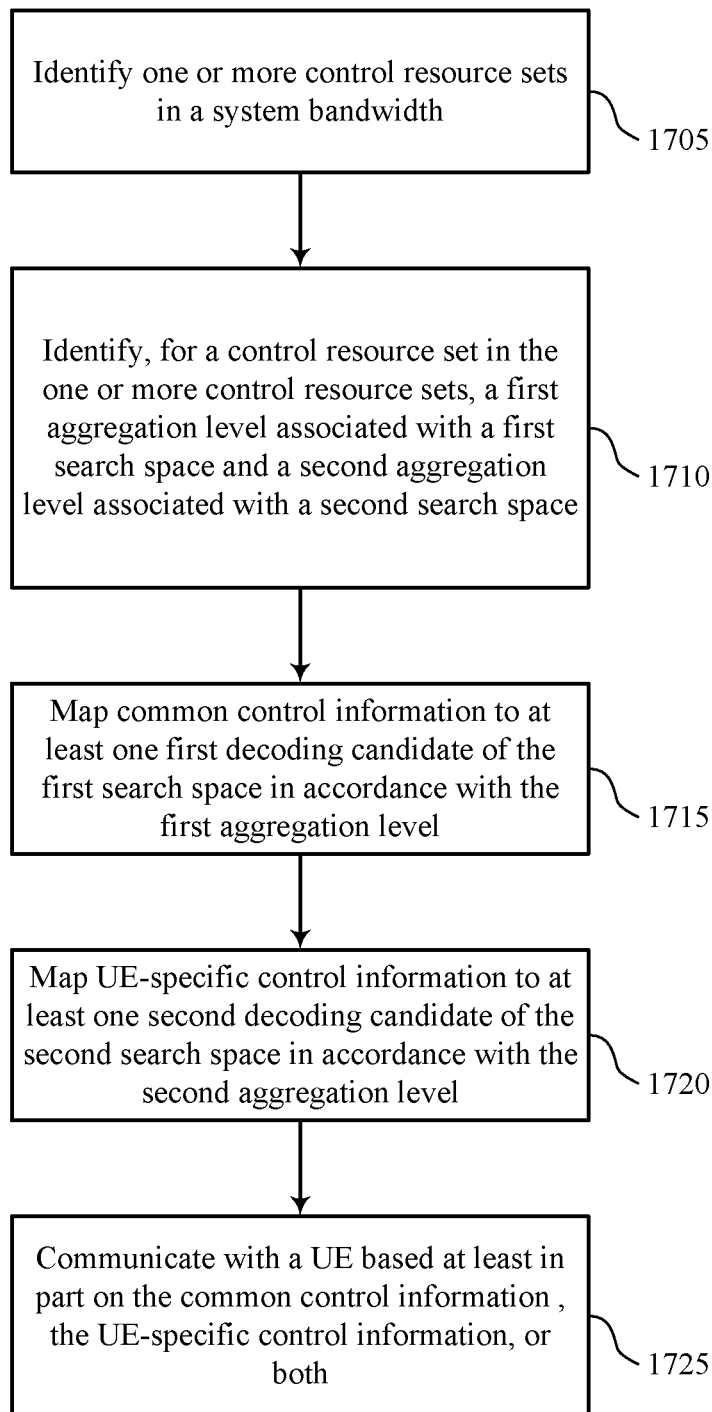 Identify one or more control resource sets
in a system bandwidth
1705
Identify, for a control resource set in the
one or more control resource sets, a first
aggregation level associated with a first
search space and a second aggregation
level associated with a second search space
1710
Map common control information to at
least one first decoding candidate of the
first search space in accordance with the
first aggregation level
1715
Map UE-specific control information to at
least one second decoding candidate of the
second search space in accordance with the
second aggregation level
1720
Communicate with a UE based at least in
part on the common control information ,
the UE-specific control information, or
both
1725